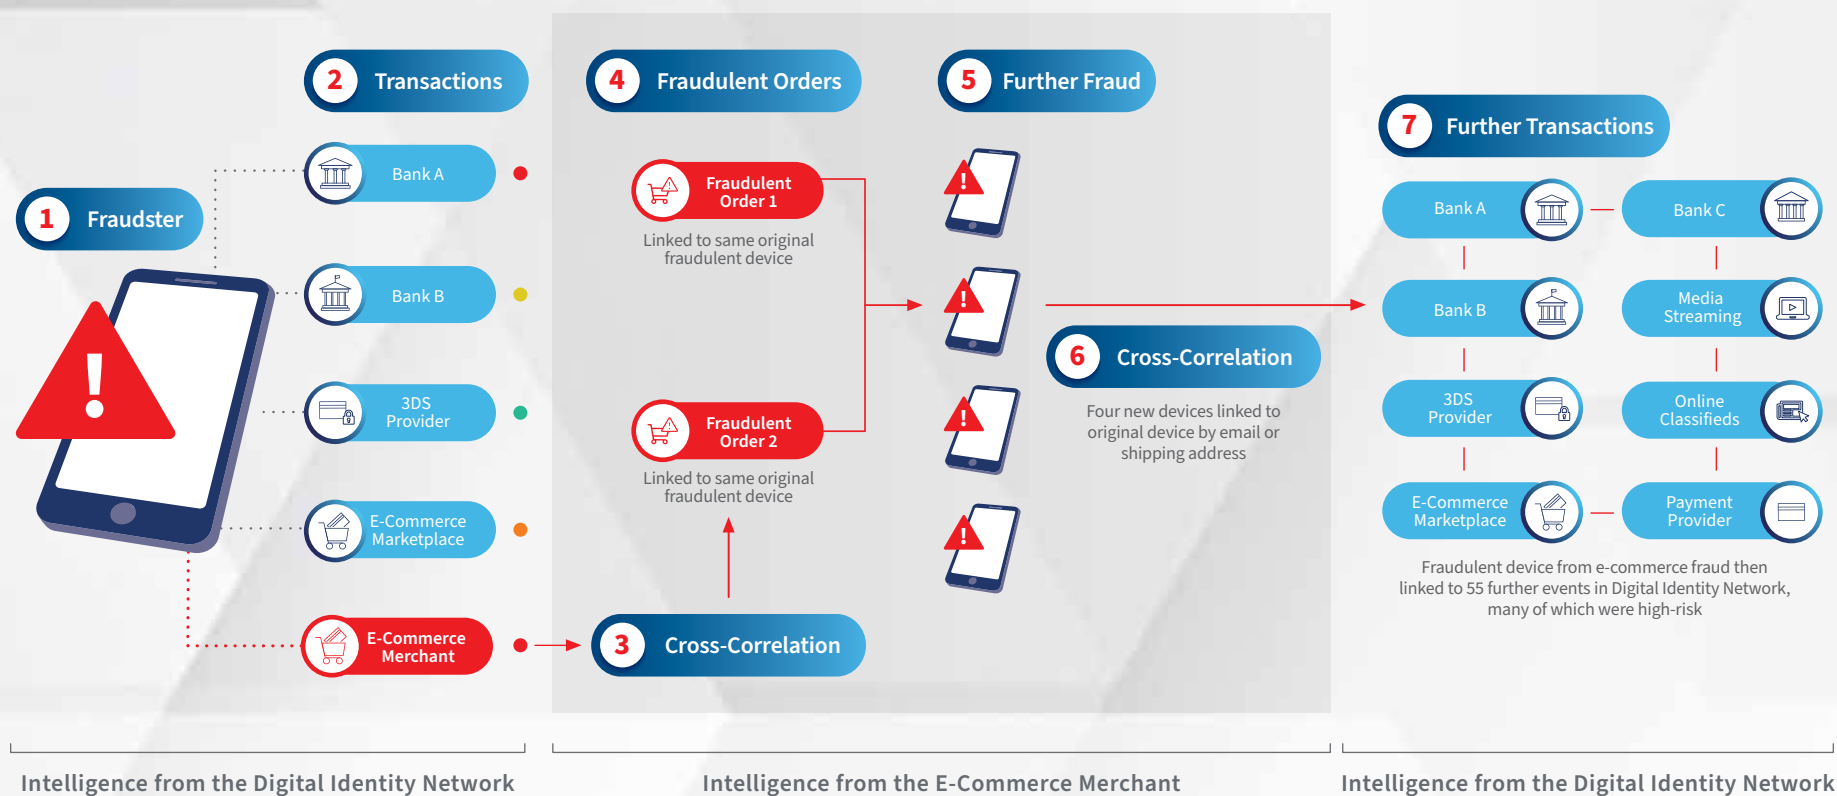 1 Fraudster
2 Transactions
Bank A
Bank B
3DS
Provider
E-Commerce
Marketplace
E-Commerce
Merchant
3 Cross-Correlation
4 Fraudulent Orders
Fraudulent
Order 1
Linked to same original
fraudulent device
Fraudulent
Order 2
Linked to same original
fraudulent device
5 Further Fraud
6 Cross-Correlation
Four new devices linked to
original device by email or
shipping address
7 Further Transactions
Bank A
Bank C
Bank B
Media
Streaming
3DS
Provider
Online
Classifieds
E-Commerce
Marketplace
Payment
Provider
Fraudulent device from e-commerce fraud then
linked to 55 further events in Digital Identity Network,
many of which were high-risk
Intelligence from the Digital Identity Network
Intelligence from the E-Commerce Merchant
Intelligence from the Digital Identity Network